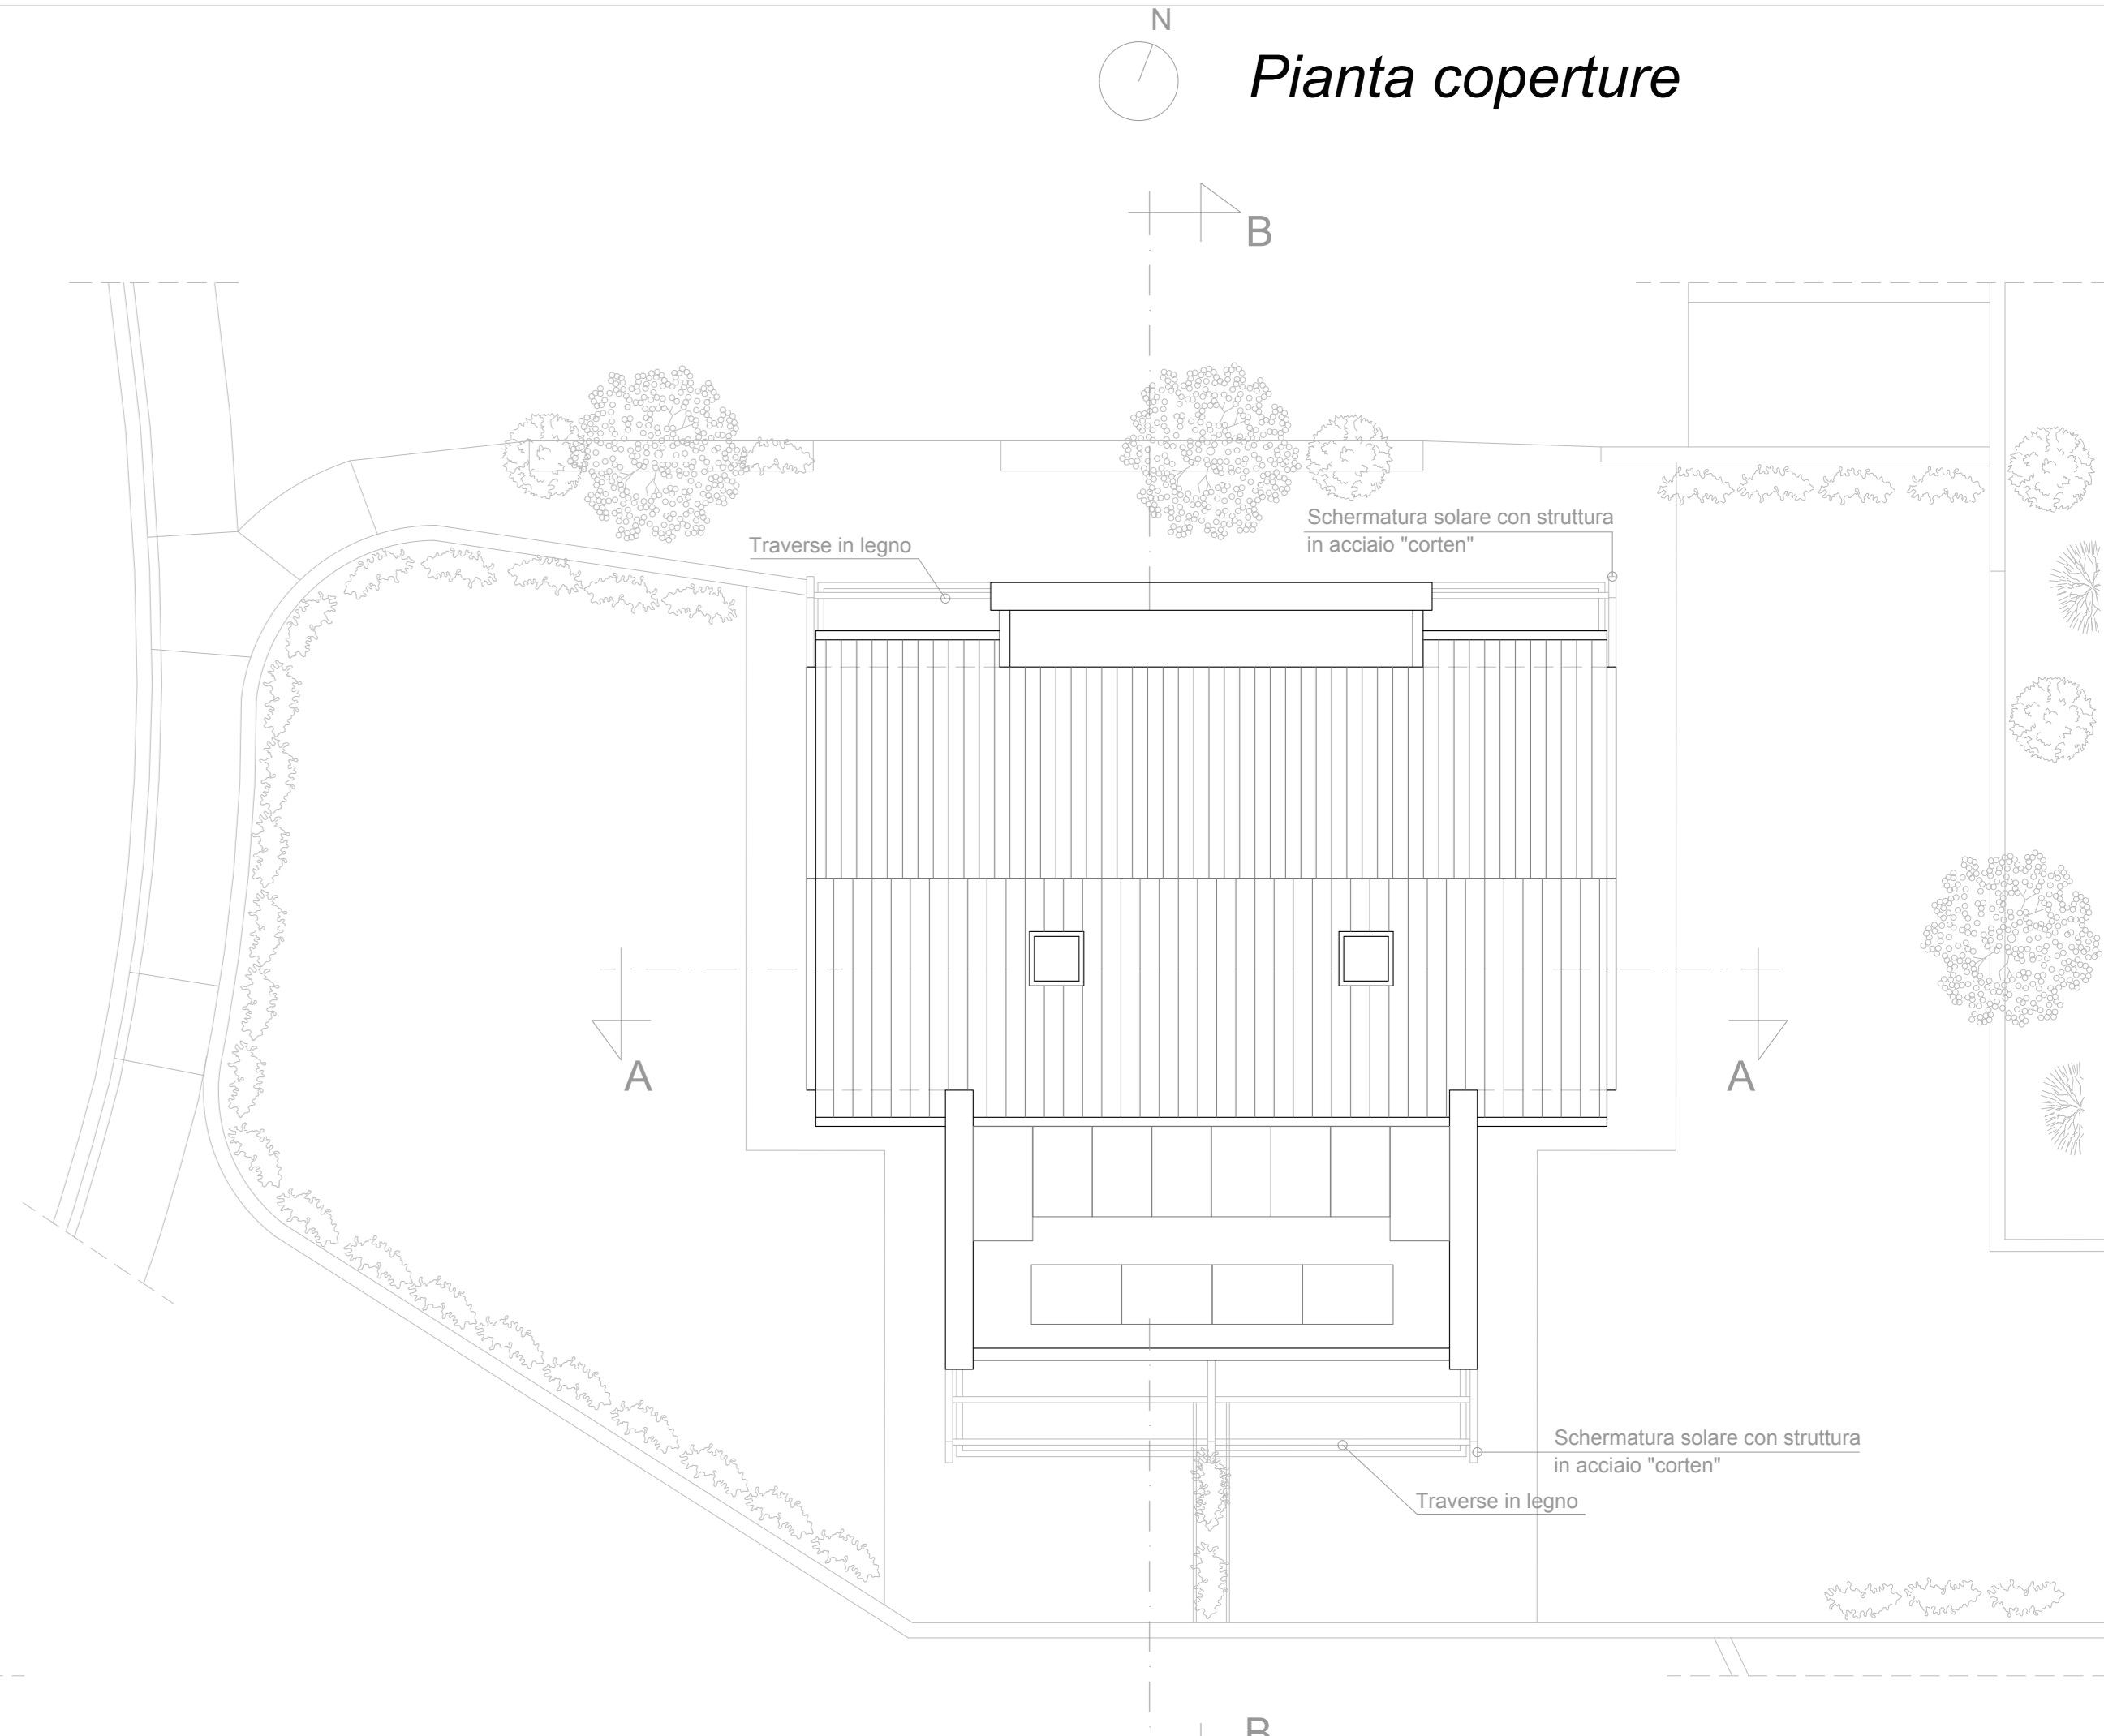 N
Pianta coperture
B
Schermatura solare con struttura
in acciaio "corten"
Traverse in legno
A
A
Schermatura solare con struttura
in acciaio "corten"
Traverse in legno
B